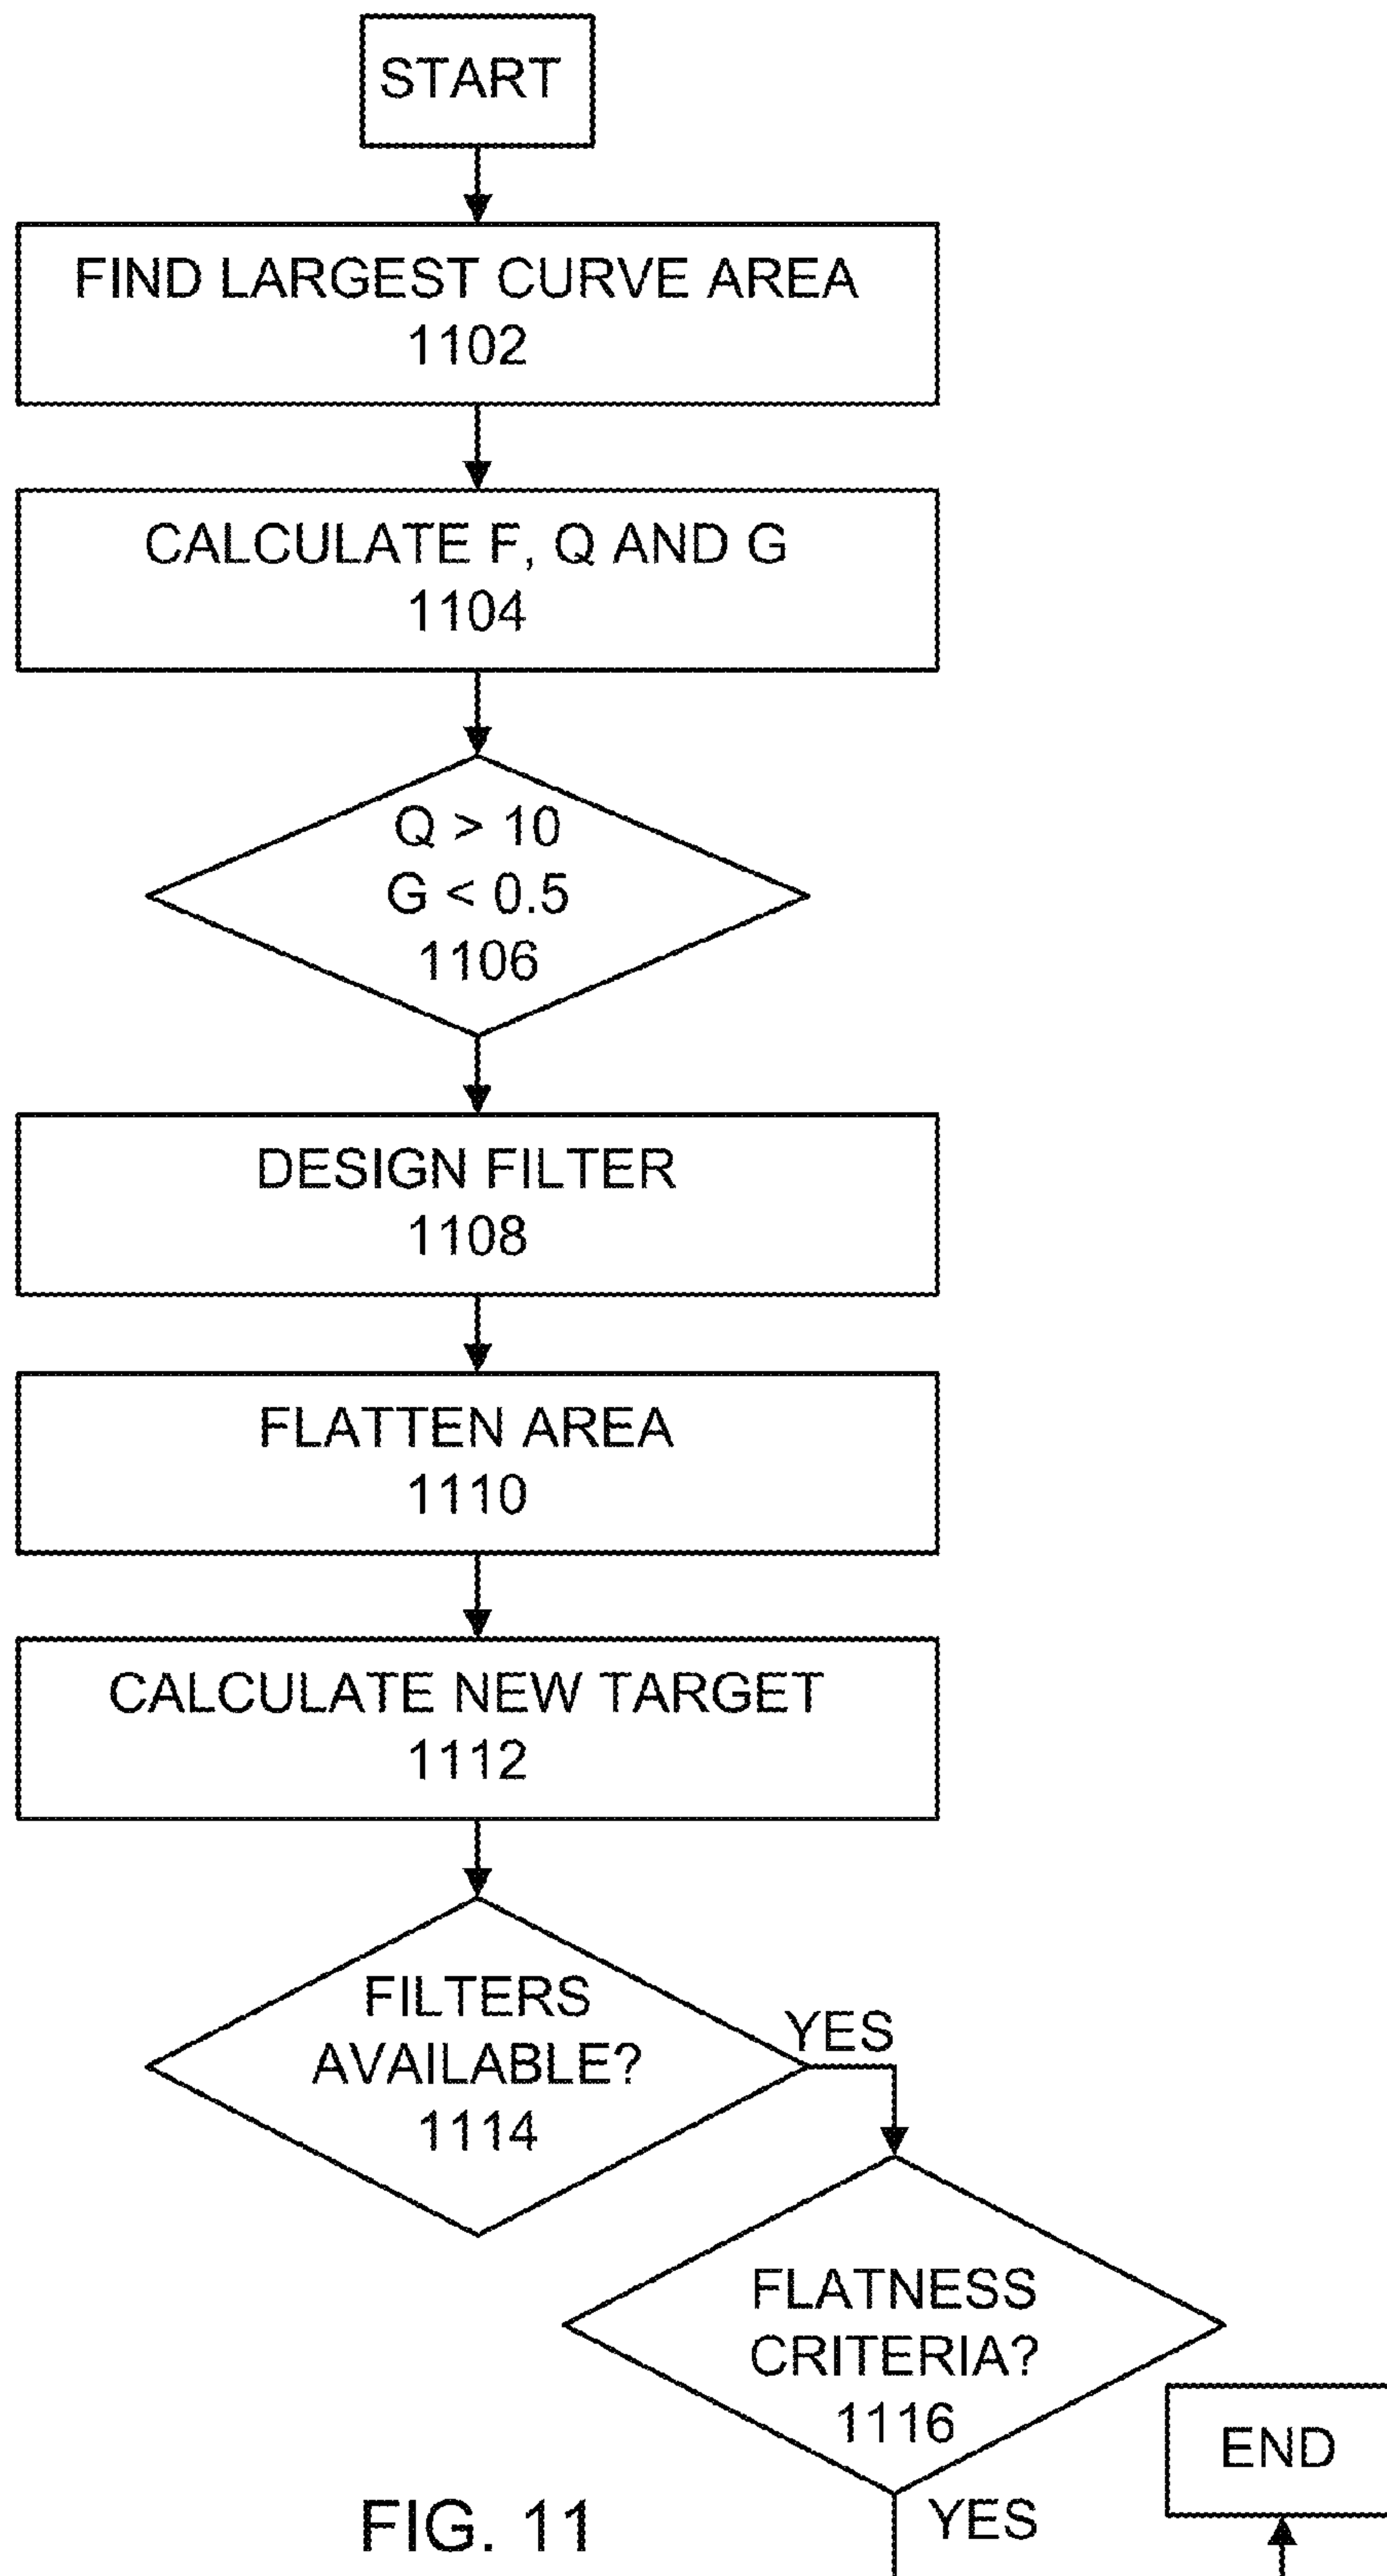 START
FIND LARGEST CURVE AREA
1102
CALCULATE F, Q AND G
1104
Q > 10
G < 0.5
1106
DESIGN FILTER
1108
FLATTEN AREA
1110
CALCULATE NEW TARGET
1112
FILTERS
AVAILABLE?
1114
YES
FLATNESS
CRITERIA?
1116
YES
END
FIG. 11